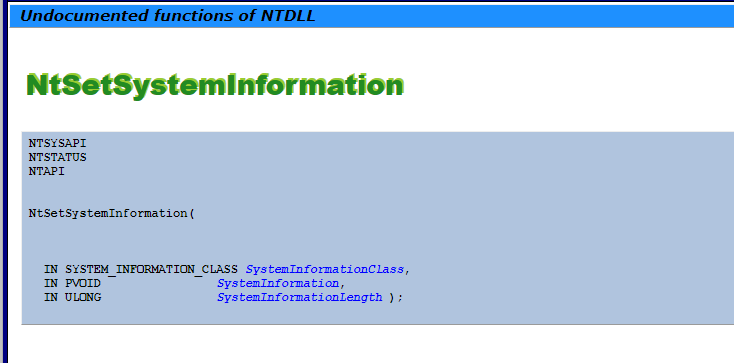 Undocumented functions of NTDLL
NtSetSystemInformation
NTSYSAPI
NTSTATUS
NTAPI
NtSetSystemInformation(
IN SYSTEM_INFORMATION_CLASS SystemInformationClass,
IN PVOID SystemInformation,
IN ULONG SystemInformationLength );